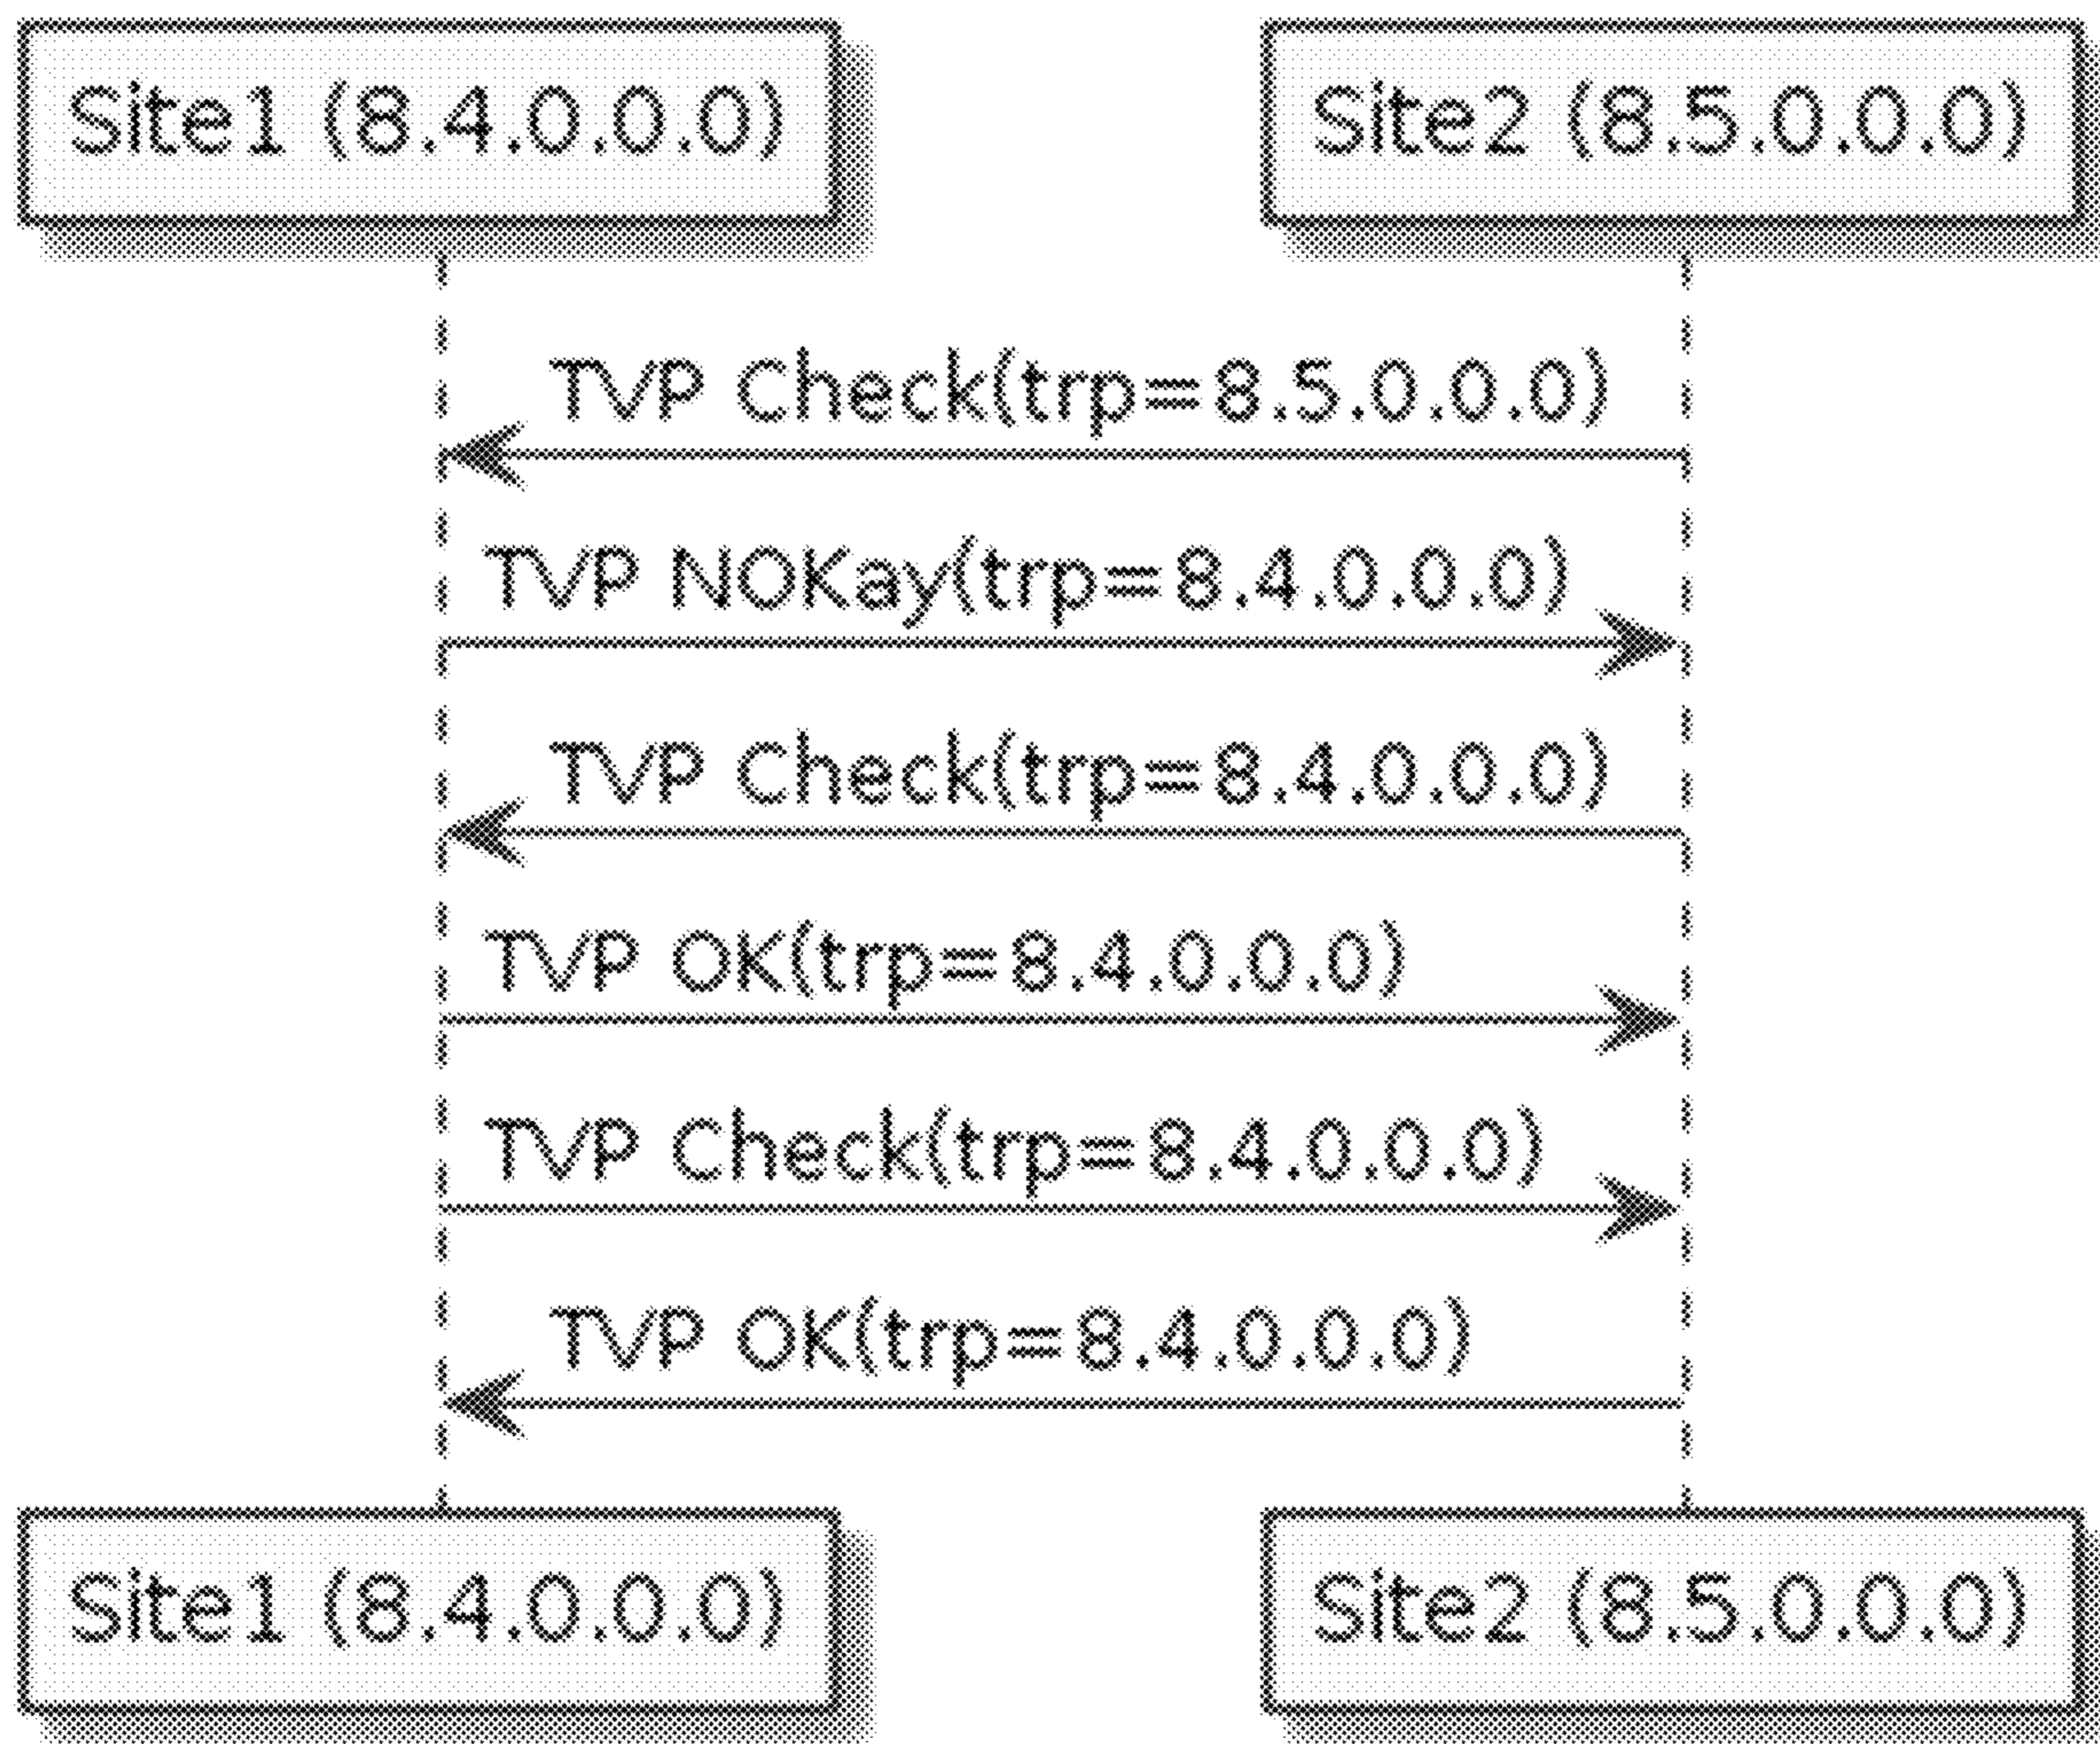 Site1 (8.4.0.0.0)
Site2 (8.5.0.0.0)
TVP Check(trp=8.5.0.0.0)
TVP NOKay(trp=8.4.0.0.0)
TVP Check(trp=8.4.0.0.0)
TVP OK(trp=8.4.0.0.0)
TVP Check(trp=8.4.0.0.0)
TVP OK(trp=8.4.0.0.0)
Site1 (8.4.0.0.0)
Site2 (8.5.0.0.0)